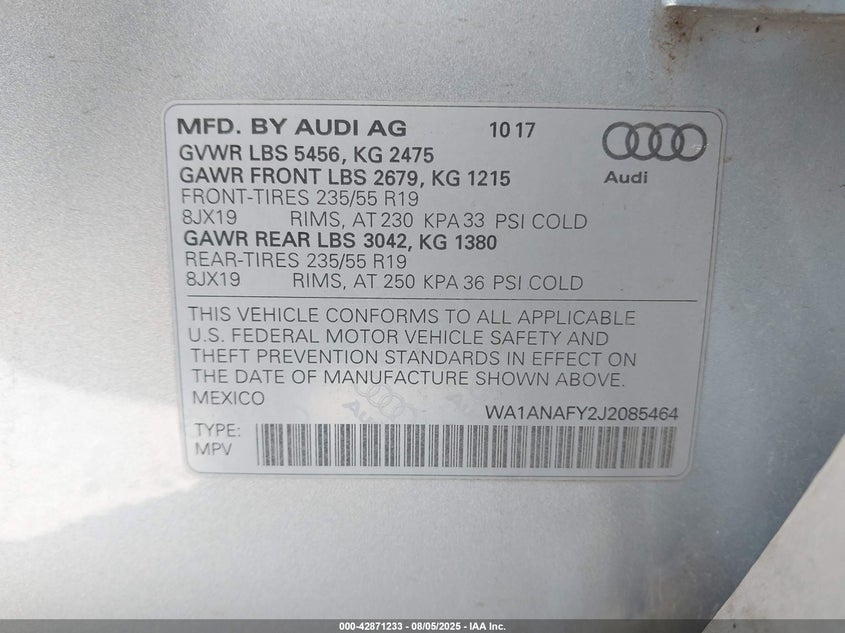 MFD. BY AUDI AG 10 17
GVWR LBS 5456, KG 2475
GAWR FRONT LBS 2679, KG 1215
Audi
FRONT-TIRES 235/55 R19
8JX19 RIMS, AT 230 KPA 33 PSI COLD
GAWR REAR LBS 3042, KG 1380
REAR-TIRES 235/55 R19
8JX19 RIMS, AT 250 KPA 36 PSI COLD
THIS VEHICLE CONFORMS TO ALL APPLICABLE
U.S. FEDERAL MOTOR VEHICLE SAFETY AND
THEFT PREVENTION STANDARDS IN EFFECT ON
THE DATE OF MANUFACTURE SHOWN ABOVE.
MEXICO
WA1ANAFY2J2085464
TYPE:
MPV
000-42871233 - 08/05/2025 - IAA Inc.